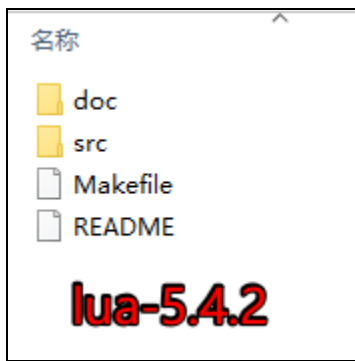 名称
doc
src
Makefile
README
lua-5.4.2